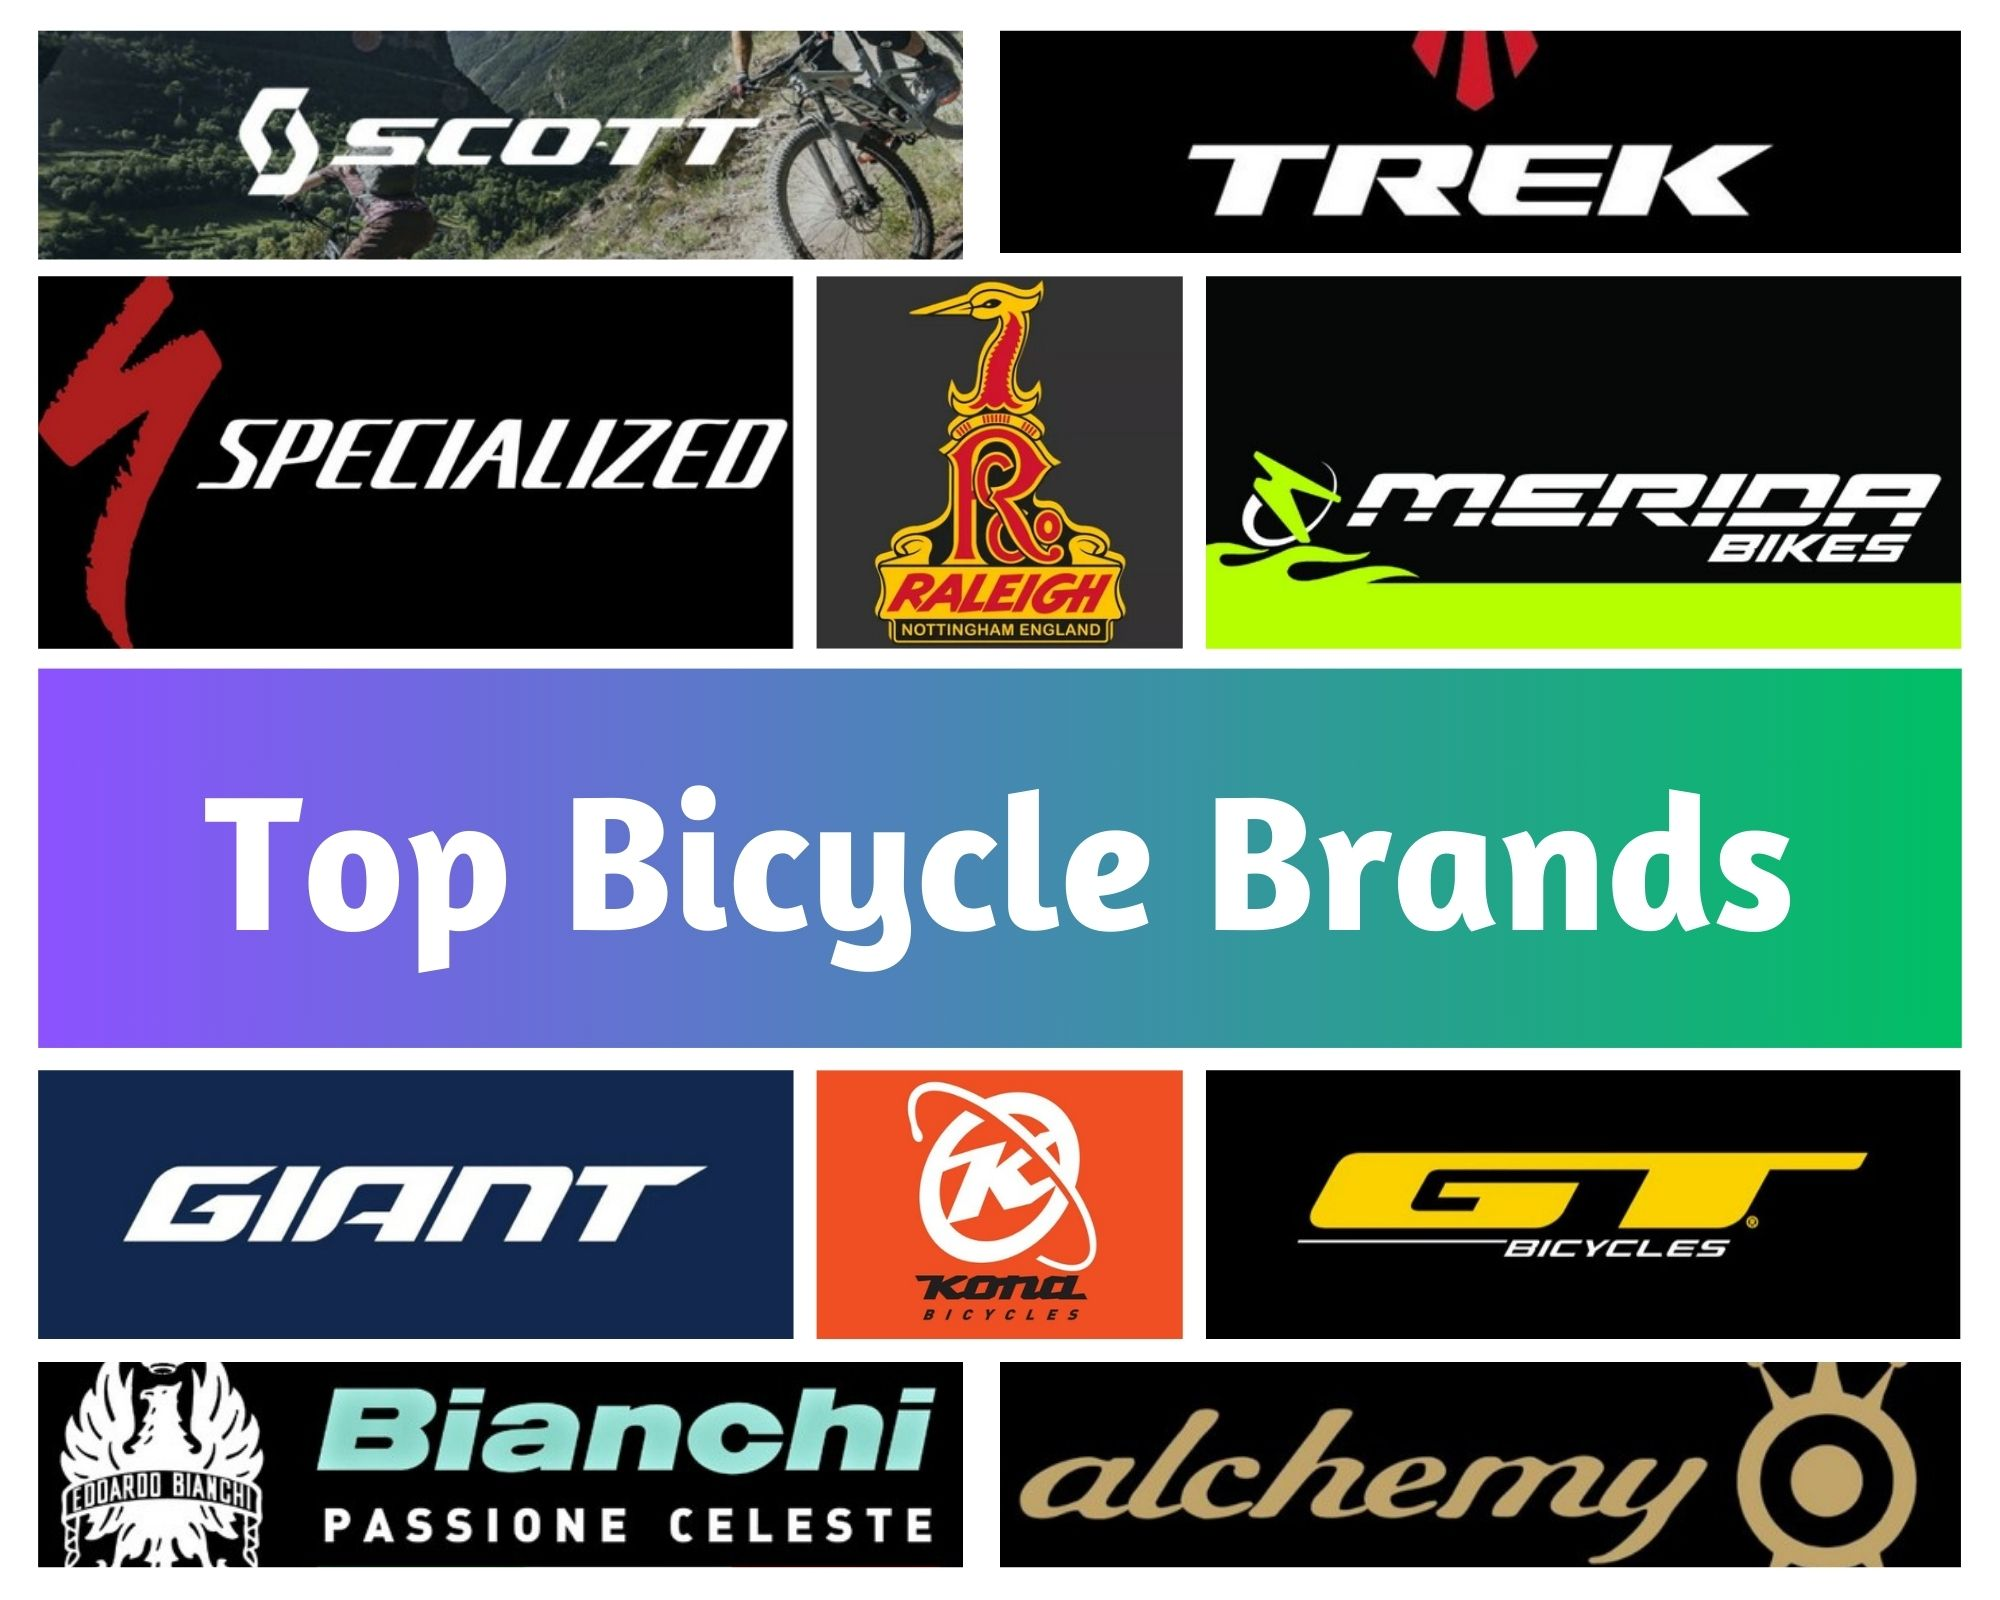 SCOTT
TREK
SPECIALIZED
R Co
RALEIGH
NOTTINGHAM ENGLAND
MERIDA
BIKES
Top Bicycle Brands
GIANT
K
KONA
BICYCLES
GT®
BICYCLES
EDOARDO BIANCHI
Bianchi
PASSIONE CELESTE
alchemy